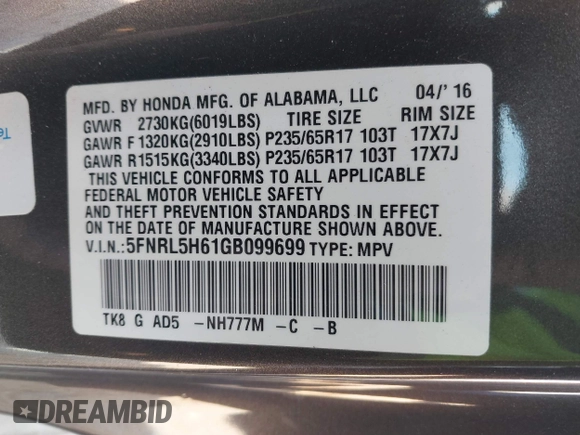 MFD. BY HONDA MFG. OF ALABAMA, LLC 04/' 16
GVWR 2730KG(6019LBS) TIRE SIZE RIM SIZE
GAWR F 1320KG(2910LBS) P235/65R17 103T 17X7J
GAWR R1515KG(3340LBS) P235/65R17 103T 17X7J
THIS VEHICLE CONFORMS TO ALL APPLICABLE
FEDERAL MOTOR VEHICLE SAFETY
AND THEFT PREVENTION STANDARDS IN EFFECT ON
THE DATE OF MANUFACTURE SHOWN ABOVE.
V.I.N.:5FNRL5H61GB099699 TYPE: MPV
TK8 G AD5 -NH777M -C -B
DREAMBID